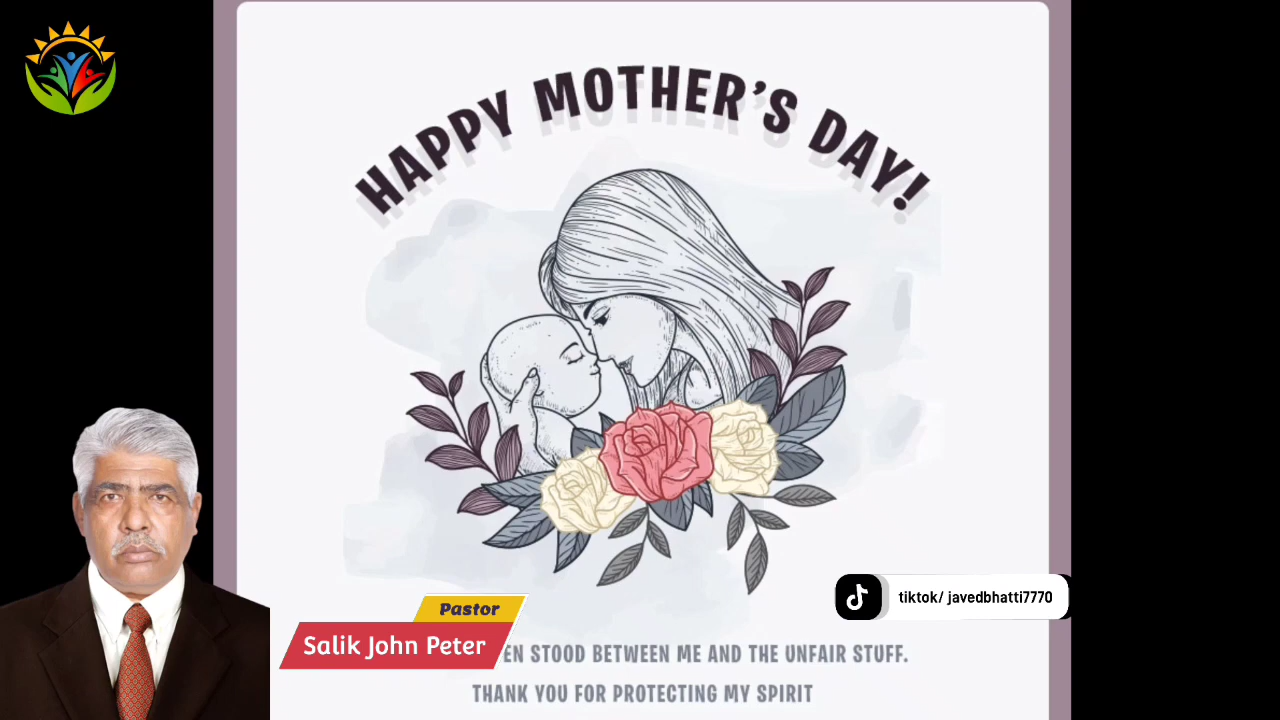 HAPPY MOTHER'S DAY!
tiktok/ javedbhatti7770
Pastor
Salik John Peter
EN STOOD BETWEEN ME AND THE UNFAIR STUFF.
THANK YOU FOR PROTECTING MY SPIRIT